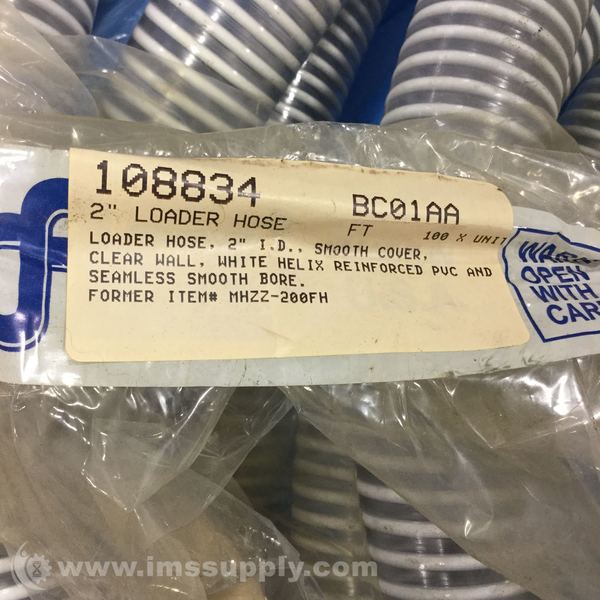 108834 BC01AA
2" LOADER HOSE FT 100 X UNIT
LOADER HOSE, 2" I.D., SMOOTH COVER,
CLEAR WALL, WHITE HELIX REINFORCED PVC AND
SEAMLESS SMOOTH BORE.
FORMER ITEM# MHZZ-200FH
OPEN
WITH
CAR
www.imssupply.com